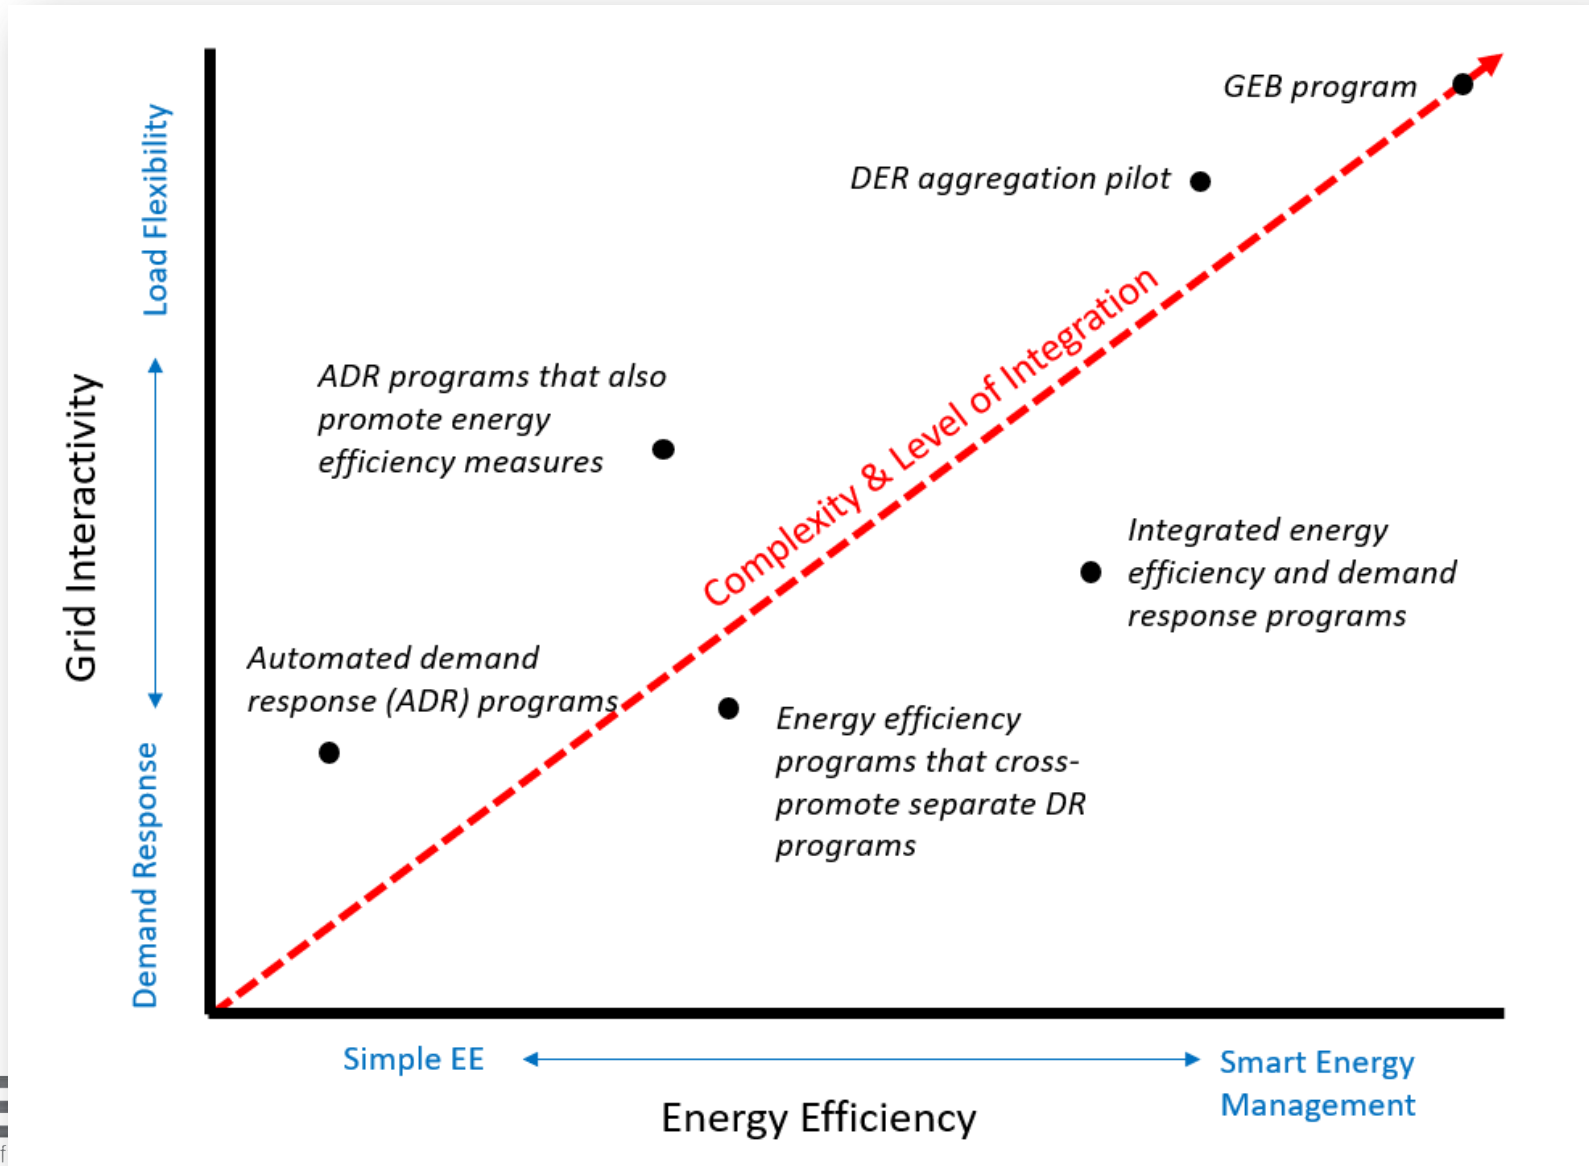 GEB program
DER aggregation pilot
Load Flexibility
ADR programs that also
promote energy
efficiency measures
Complexity & Level of Integration
Grid Interactivity
Integrated energy
efficiency and demand
response programs
Automated demand
response (ADR) programs
Energy efficiency
programs that cross-
promote separate DR
programs
Demand Response
Simple EE
Smart Energy
Management
Energy Efficiency
f